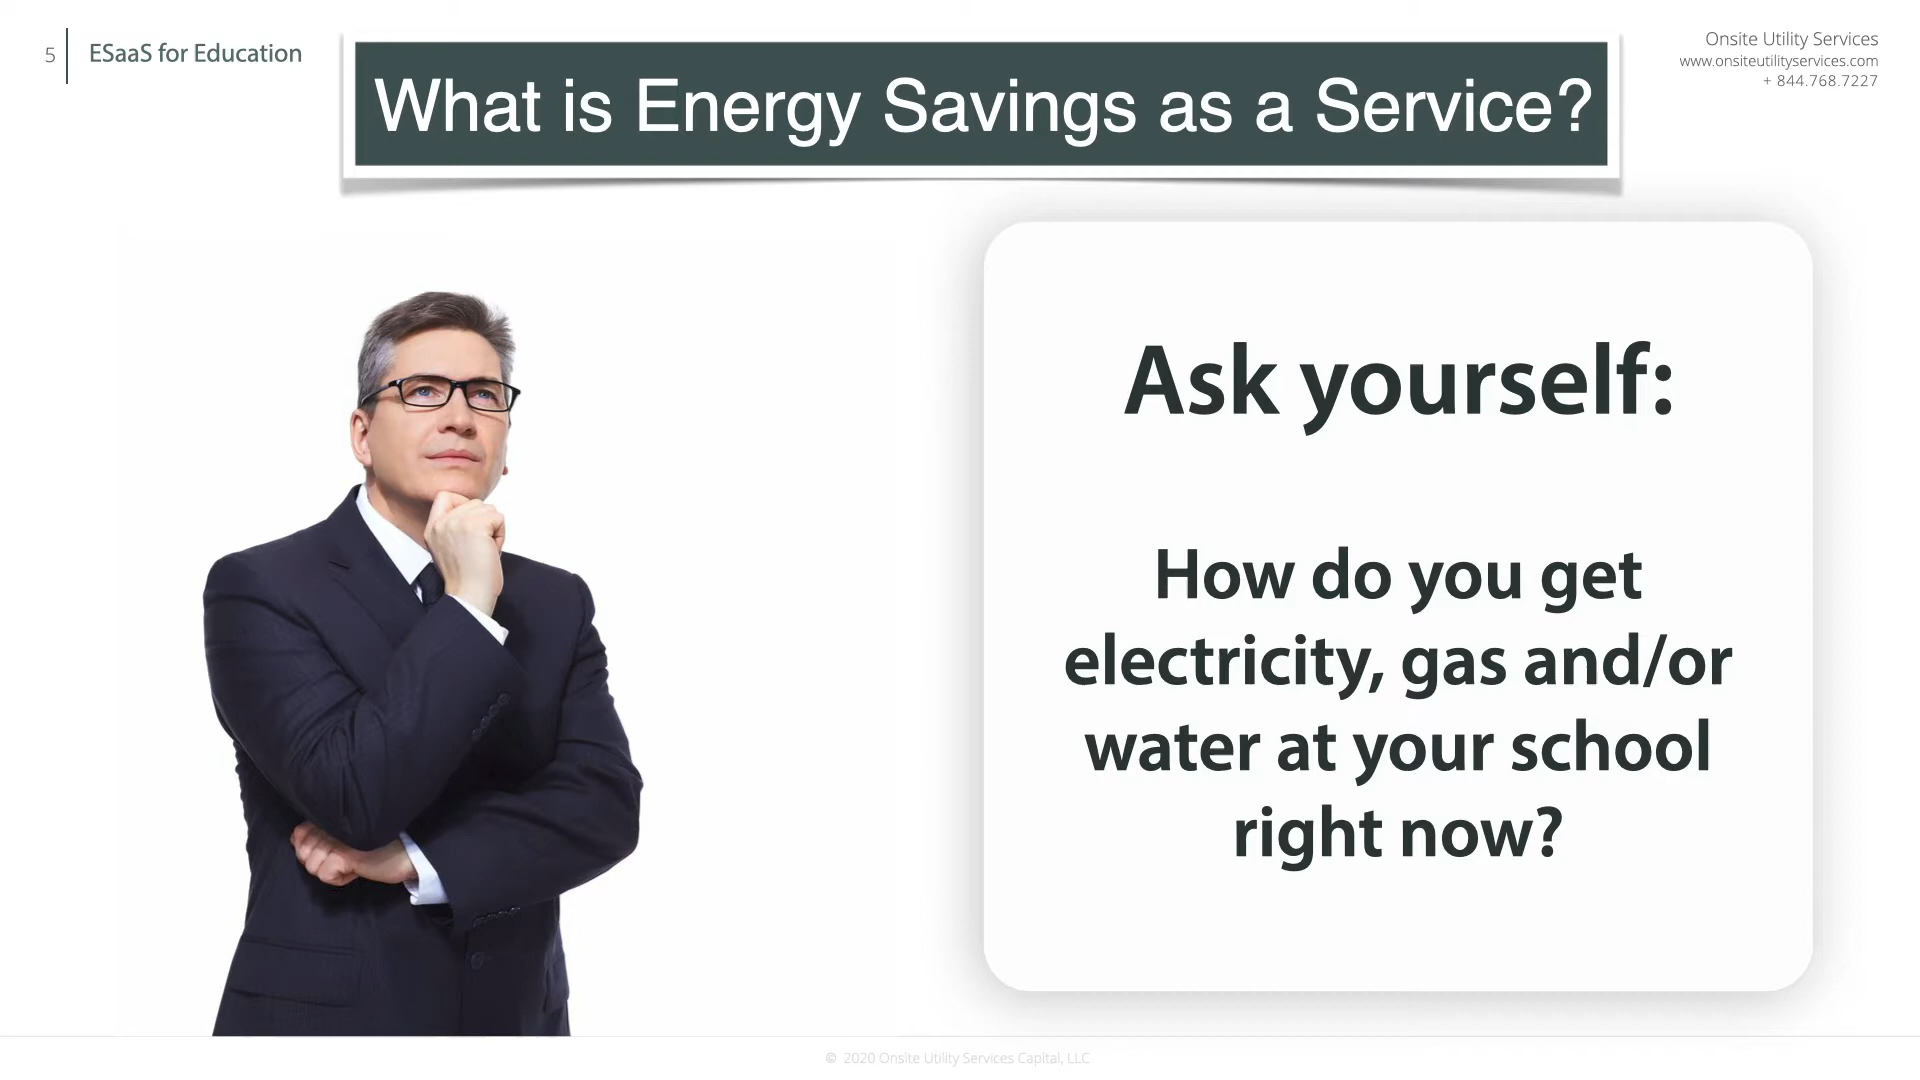 5
ESaaS for Education
What is Energy Savings as a Service?
Onsite Utility Services
www.onsiteutilityservices.com
+ 844.768.7227
Ask yourself:
How do you get
electricity, gas and/or
water at your school
right now?
© 2020 Onsite Utility Services Capital, LLC